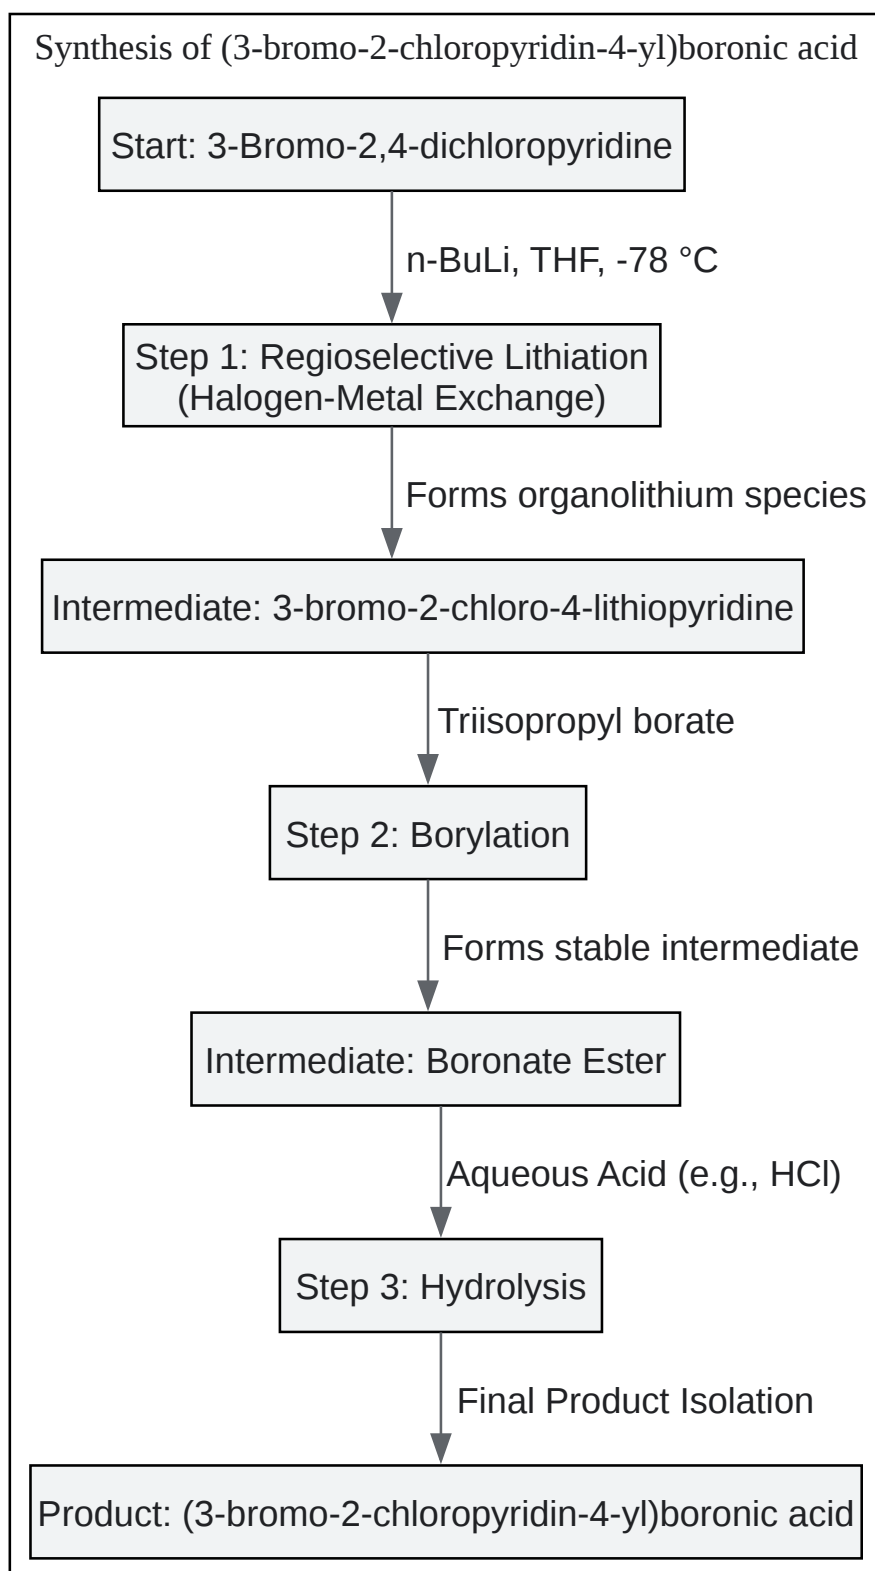 Synthesis of (3-bromo-2-chloropyridin-4-yl)boronic acid
Start: 3-Bromo-2,4-dichloropyridine
n-BuLi, THF, -78 °C
Step 1: Regioselective Lithiation
(Halogen-Metal Exchange)
Forms organolithium species
Intermediate: 3-bromo-2-chloro-4-lithiopyridine
Triisopropyl borate
Step 2: Borylation
Forms stable intermediate
Intermediate: Boronate Ester
Aqueous Acid (e.g., HCl)
Step 3: Hydrolysis
Final Product Isolation
Product: (3-bromo-2-chloropyridin-4-yl)boronic acid